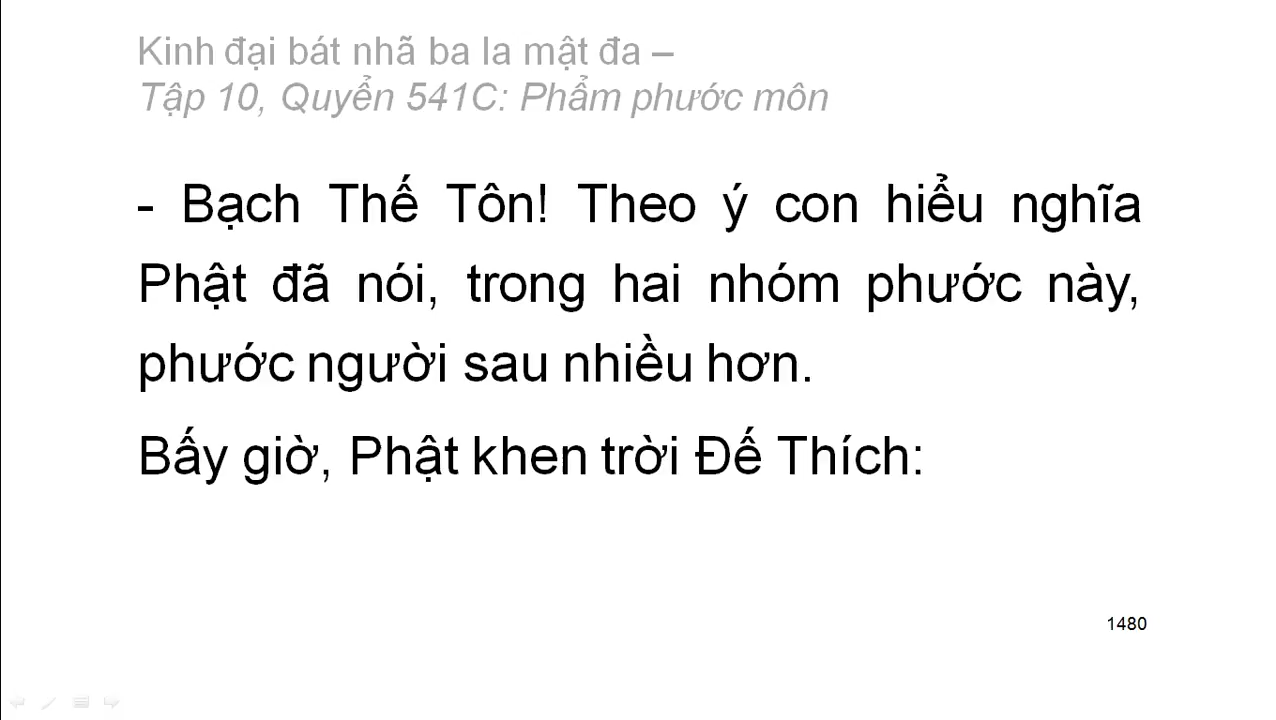 Kinh đại bát nhã ba la mật đa –
Tập 10, Quyển 541C: Phẩm phước môn
- Bạch Thế Tôn! Theo ý con hiểu nghĩa
Phật đã nói, trong hai nhóm phước này,
phước người sau nhiều hơn.
Bấy giờ, Phật khen trời Đế Thích:
1480